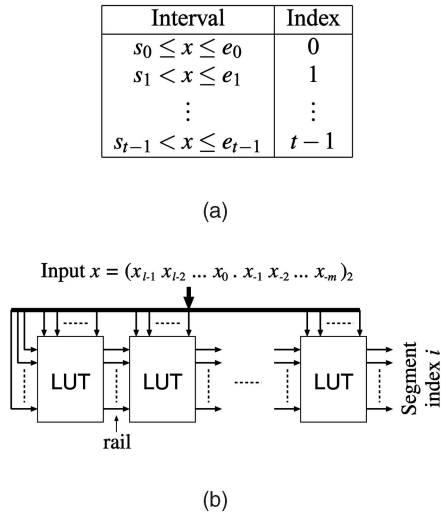 Interval Index
s₀ ≤ x ≤ e₀ 0
s₁ < x ≤ e₁ 1
⋮ ⋮
sₜ₋₁ < x ≤ eₜ₋₁ t − 1
(a)
Input x = (xₗ₋₁ xₗ₋₂ ... x₀ . x₋₁ x₋₂ ... x₋ₘ)₂
LUT LUT LUT
Segment
index i
rail
(b)